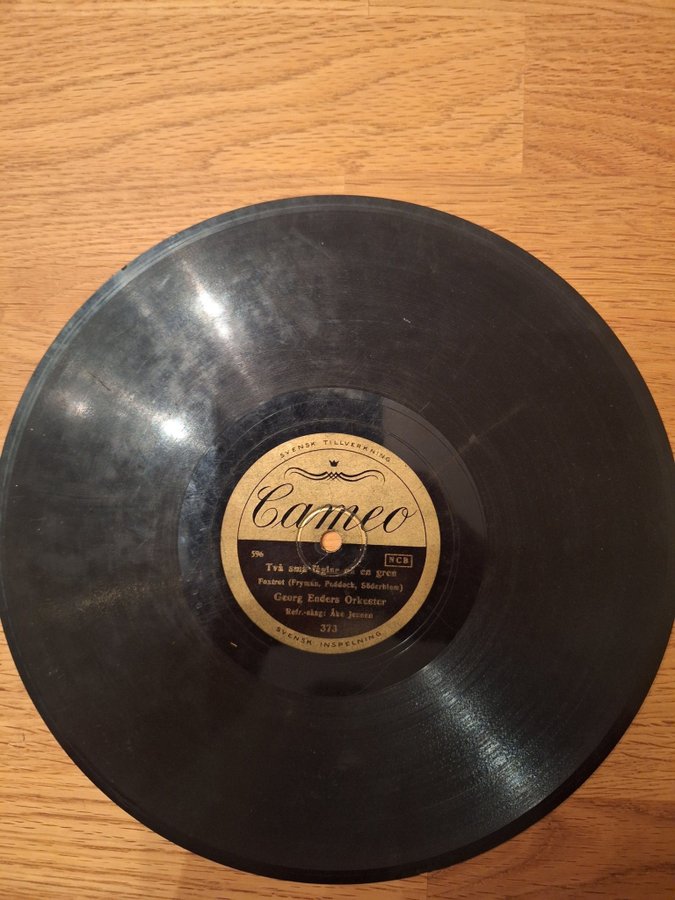 SVENSK TILLVERKNING
Cameo
596
NCB
Två små fåglar på en gren
Foxtrot (Fryman, Peddock, Söderblom)
Georg Enders Orkester
Refr.-sång: Åke Jensen
373
SVENSK INSPELNING